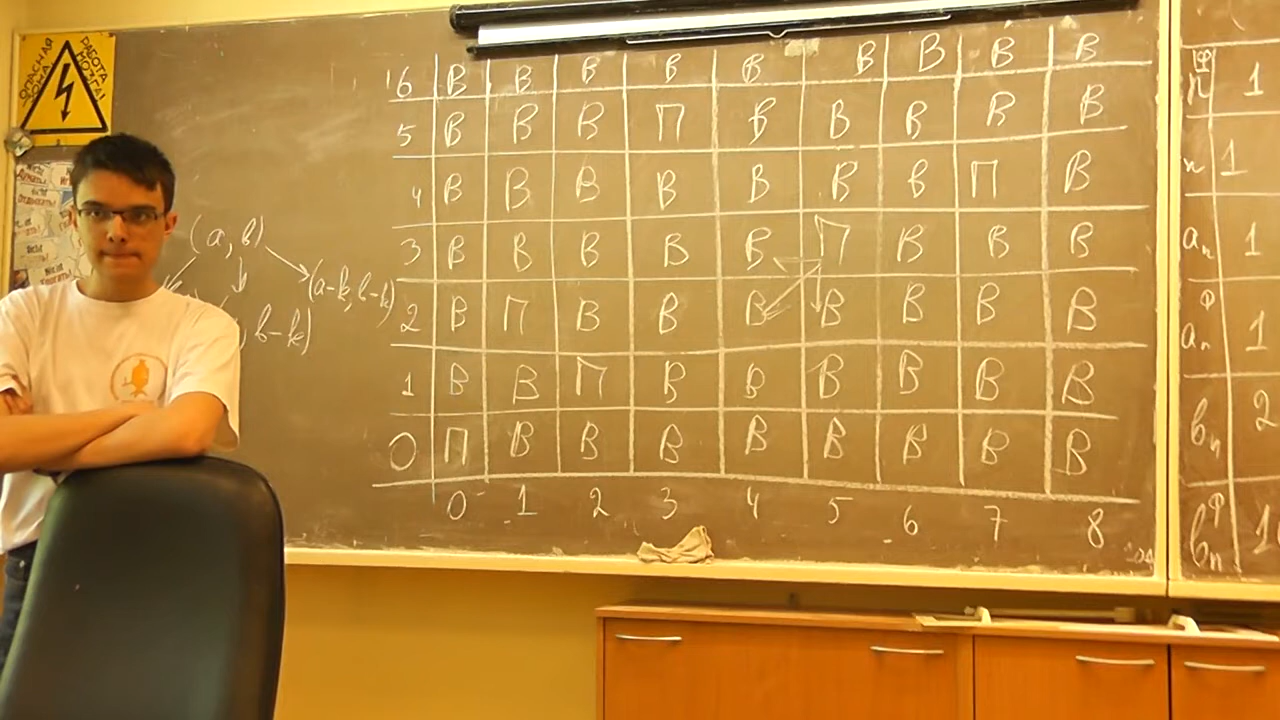 ОПАСНАЯ ЗОНА
РАБОТА МОЗГА!
(a, b)
(a-k, b-k)
, b-k)
6 В В В В В В В В В
5 В В В П В В В В В
4 В В В В В В В П В
3 В В В В В П В В В
2 В П В В В В В В В
1 В В П В В В В В В
0 П В В В В В В В В
0 1 2 3 4 5 6 7 8
1
n 1
aₙ 1
aₙ^Ф 1
bₙ 2
bₙ^Ф 1